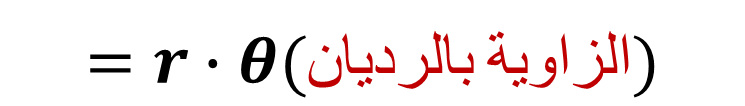 = r · θ(الزاوية بالرديان)